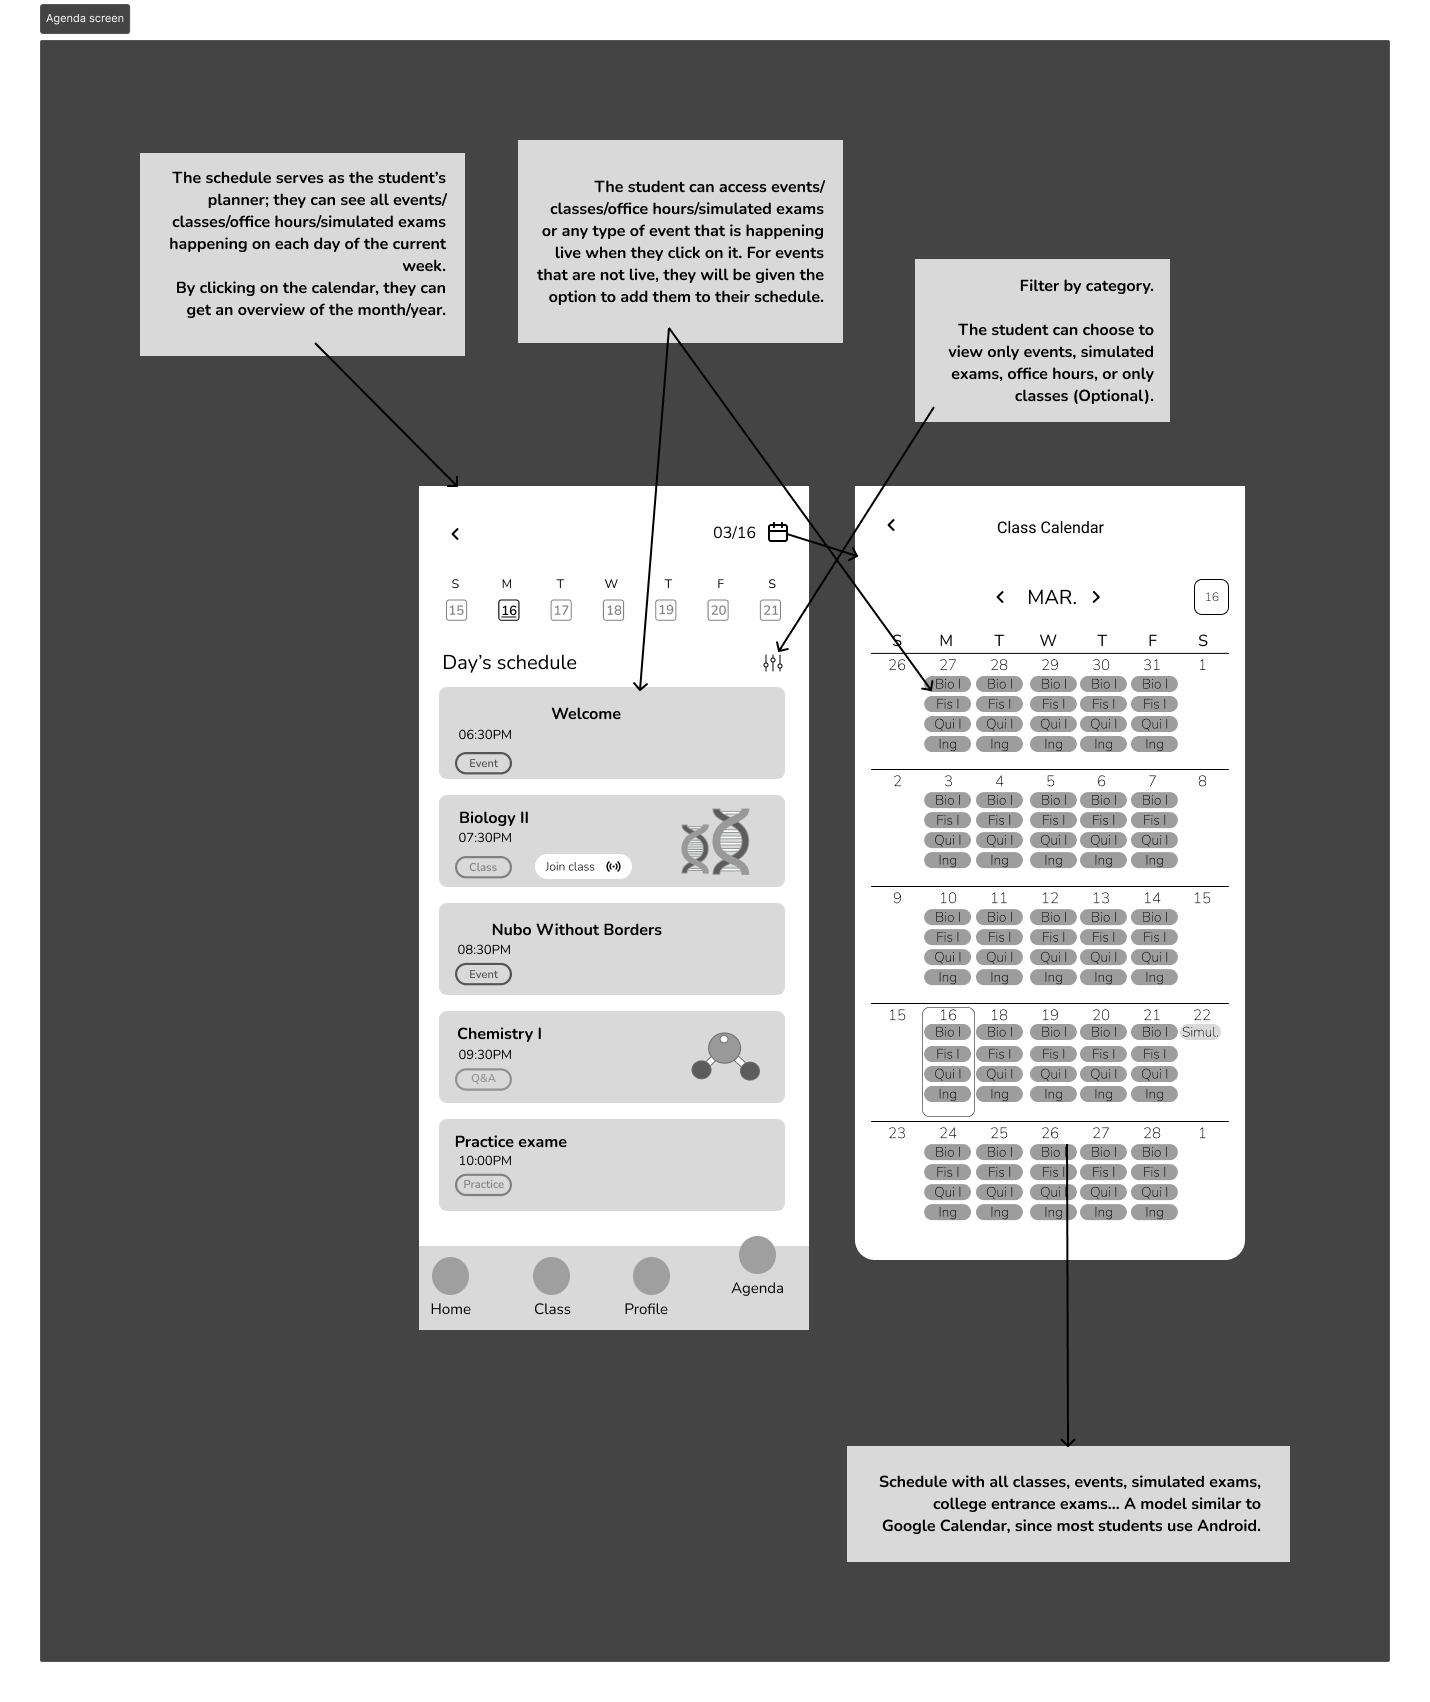 Agenda screen
The schedule serves as the student’s
planner; they can see all events/
classes/office hours/simulated exams
happening on each day of the current
week.
By clicking on the calendar, they can
get an overview of the month/year.
The student can access events/
classes/office hours/simulated exams
or any type of event that is happening
live when they click on it. For events
that are not live, they will be given the
option to add them to their schedule.
Filter by category.
The student can choose to
view only events, simulated
exams, office hours, or only
classes (Optional).
03/16
S M T W T F S
15 16 17 18 19 20 21
Day’s schedule
Welcome
06:30PM
Event
Biology II
07:30PM
Class
Join class
Nubo Without Borders
08:30PM
Event
Chemistry I
09:30PM
Q&A
Practice exame
10:00PM
Practice
Home Class Profile Agenda
Class Calendar
MAR.
16
S M T W T F S
26 27 28 29 30 31 1
Bio I Bio I Bio I Bio I Bio I
Fis I Fis I Fis I Fis I Fis I
Qui I Qui I Qui I Qui I Qui I
Ing Ing Ing Ing Ing
2 3 4 5 6 7 8
Bio I Bio I Bio I Bio I Bio I
Fis I Fis I Fis I Fis I Fis I
Qui I Qui I Qui I Qui I Qui I
Ing Ing Ing Ing Ing
9 10 11 12 13 14 15
Bio I Bio I Bio I Bio I Bio I
Fis I Fis I Fis I Fis I Fis I
Qui I Qui I Qui I Qui I Qui I
Ing Ing Ing Ing Ing
15 16 18 19 20 21 22
Bio I Bio I Bio I Bio I Bio I Simul.
Fis I Fis I Fis I Fis I Fis I
Qui I Qui I Qui I Qui I Qui I
Ing Ing Ing Ing Ing
23 24 25 26 27 28 1
Bio I Bio I Bio I Bio I Bio I
Fis I Fis I Fis I Fis I Fis I
Qui I Qui I Qui I Qui I Qui I
Ing Ing Ing Ing Ing
Schedule with all classes, events, simulated exams,
college entrance exams... A model similar to
Google Calendar, since most students use Android.